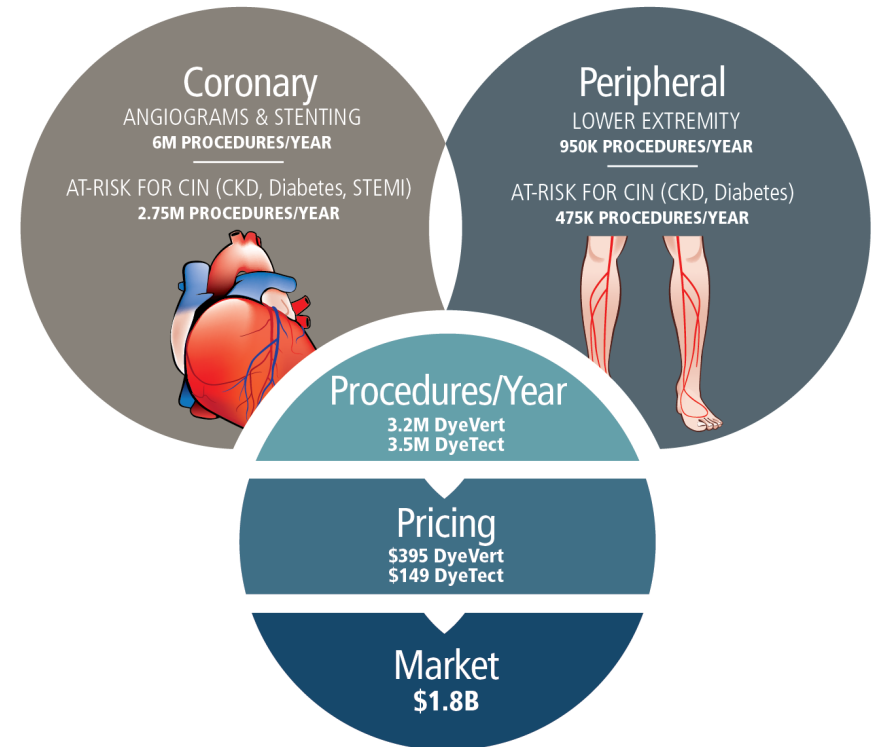 Coronary
ANGIOGRAMS & STENTING
6M PROCEDURES/YEAR
AT-RISK FOR CIN (CKD, Diabetes, STEMI)
2.75M PROCEDURES/YEAR
Peripheral
LOWER EXTREMITY
950K PROCEDURES/YEAR
AT-RISK FOR CIN (CKD, Diabetes)
475K PROCEDURES/YEAR
Procedures/Year
3.2M DyeVert
3.5M DyeTect
Pricing
$395 DyeVert
$149 DyeTect
Market
$1.8B